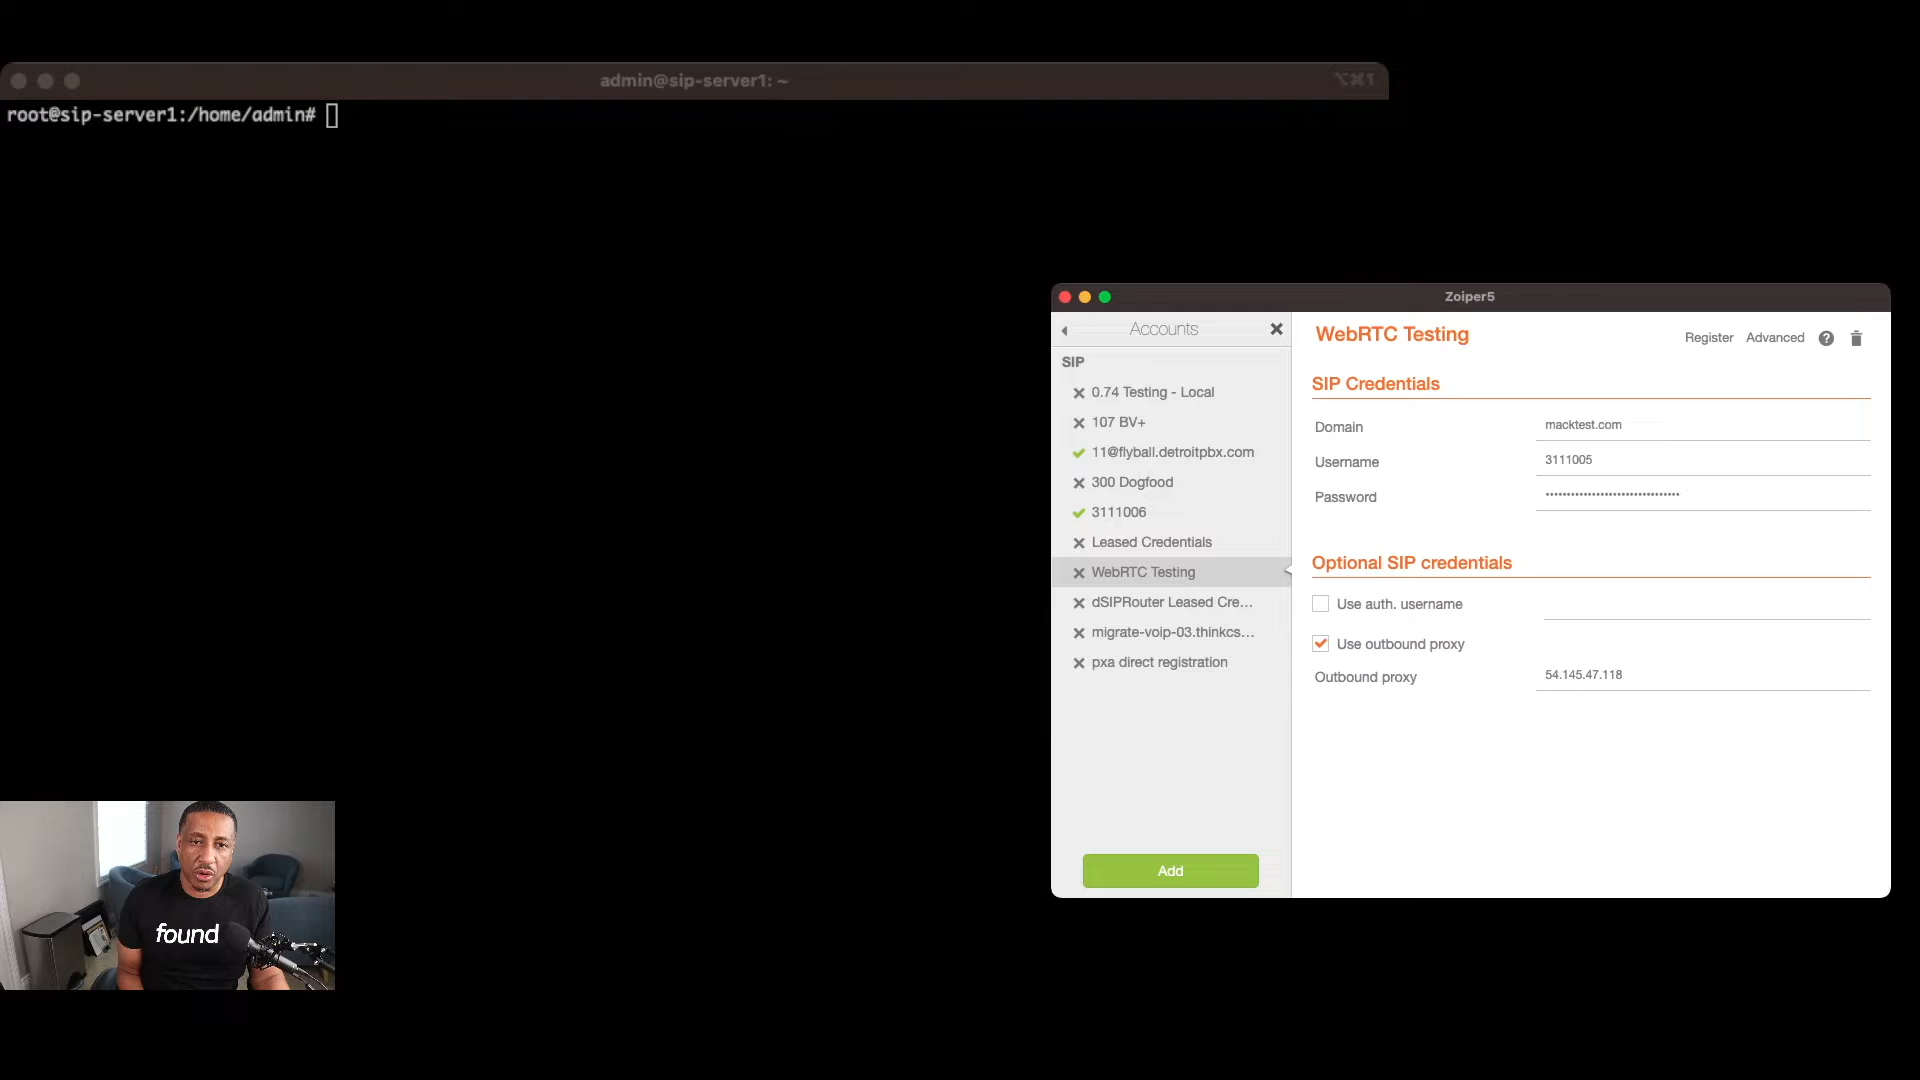 admin@sip-server1: ~
⌥⌘1
root@sip-server1:/home/admin#
Zoiper5
Accounts
SIP
0.74 Testing - Local
107 BV+
11@flyball.detroitpbx.com
300 Dogfood
3111006
Leased Credentials
WebRTC Testing
dSIPRouter Leased Cre...
migrate-voip-03.thinkcs...
pxa direct registration
Add
WebRTC Testing
Register Advanced ?
SIP Credentials
Domain macktest.com
Username 3111005
Password ••••••••••••••••••••••••••••••••
Optional SIP credentials
Use auth. username
Use outbound proxy
Outbound proxy 54.145.47.118
found